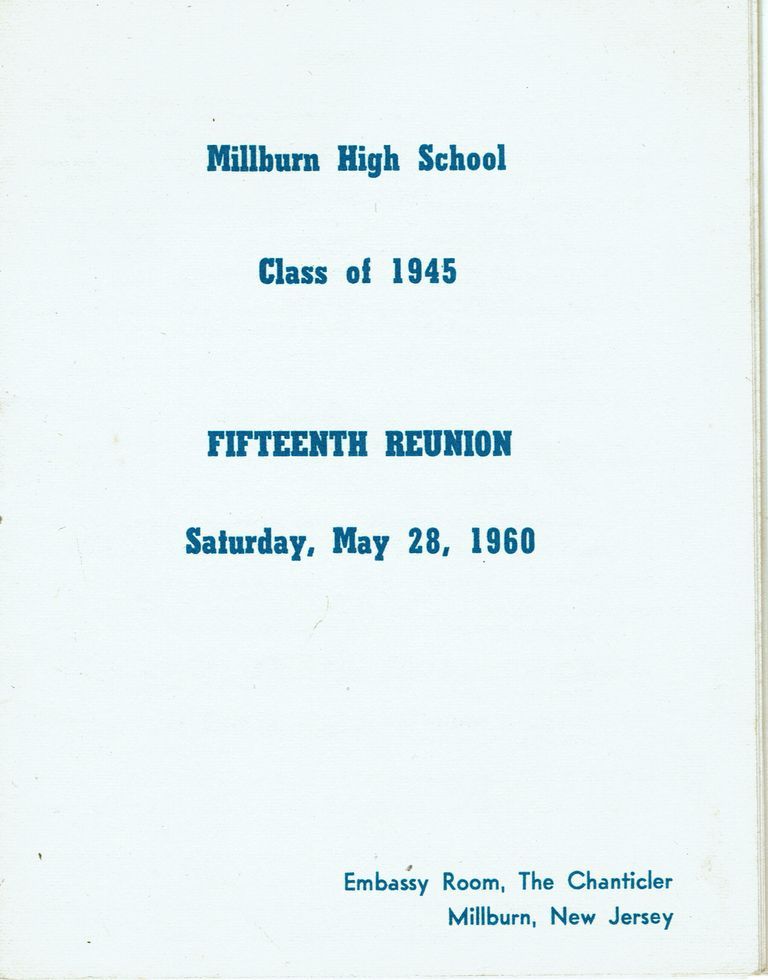 Millburn High School
Class of 1945
FIFTEENTH REUNION
Saturday, May 28, 1960
Embassy Room, The Chanticler
Millburn, New Jersey